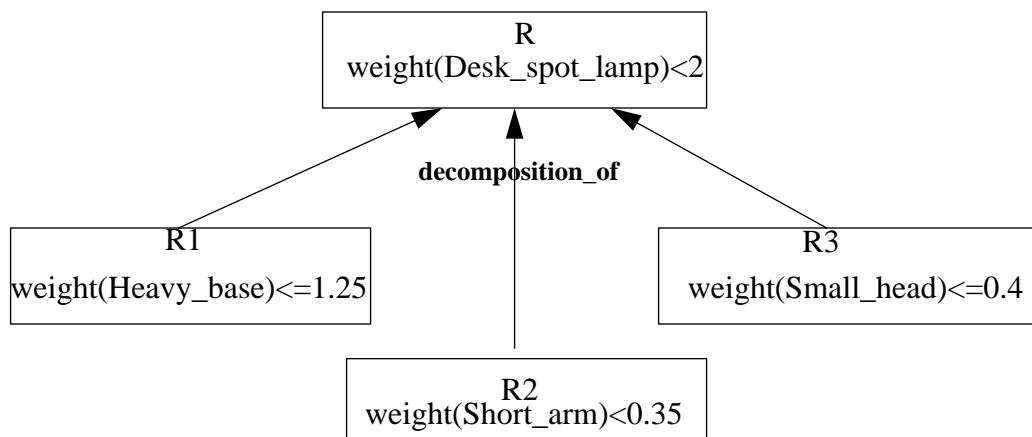 R
weight(Desk_spot_lamp)<2
decomposition_of
R1
weight(Heavy_base)<=1.25
R3
weight(Small_head)<=0.4
R2
weight(Short_arm)<0.35